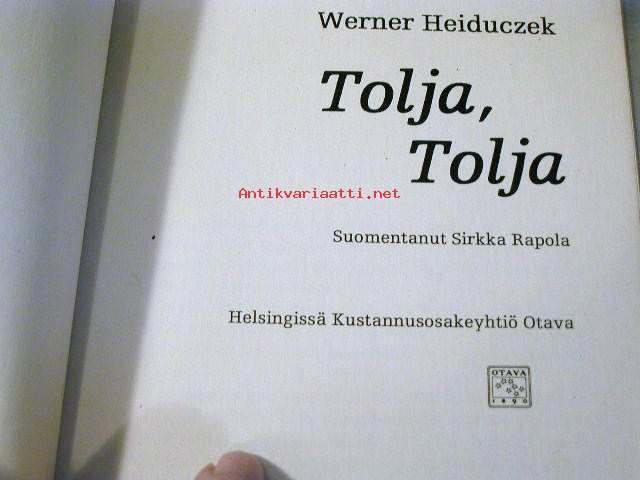 Werner Heiduczek
Tolja,
Tolja
Antikvariaatti.net
Suomentanut Sirkka Rapola
Helsingissä Kustannusosakeyhtiö Otava
OTAVA
1890